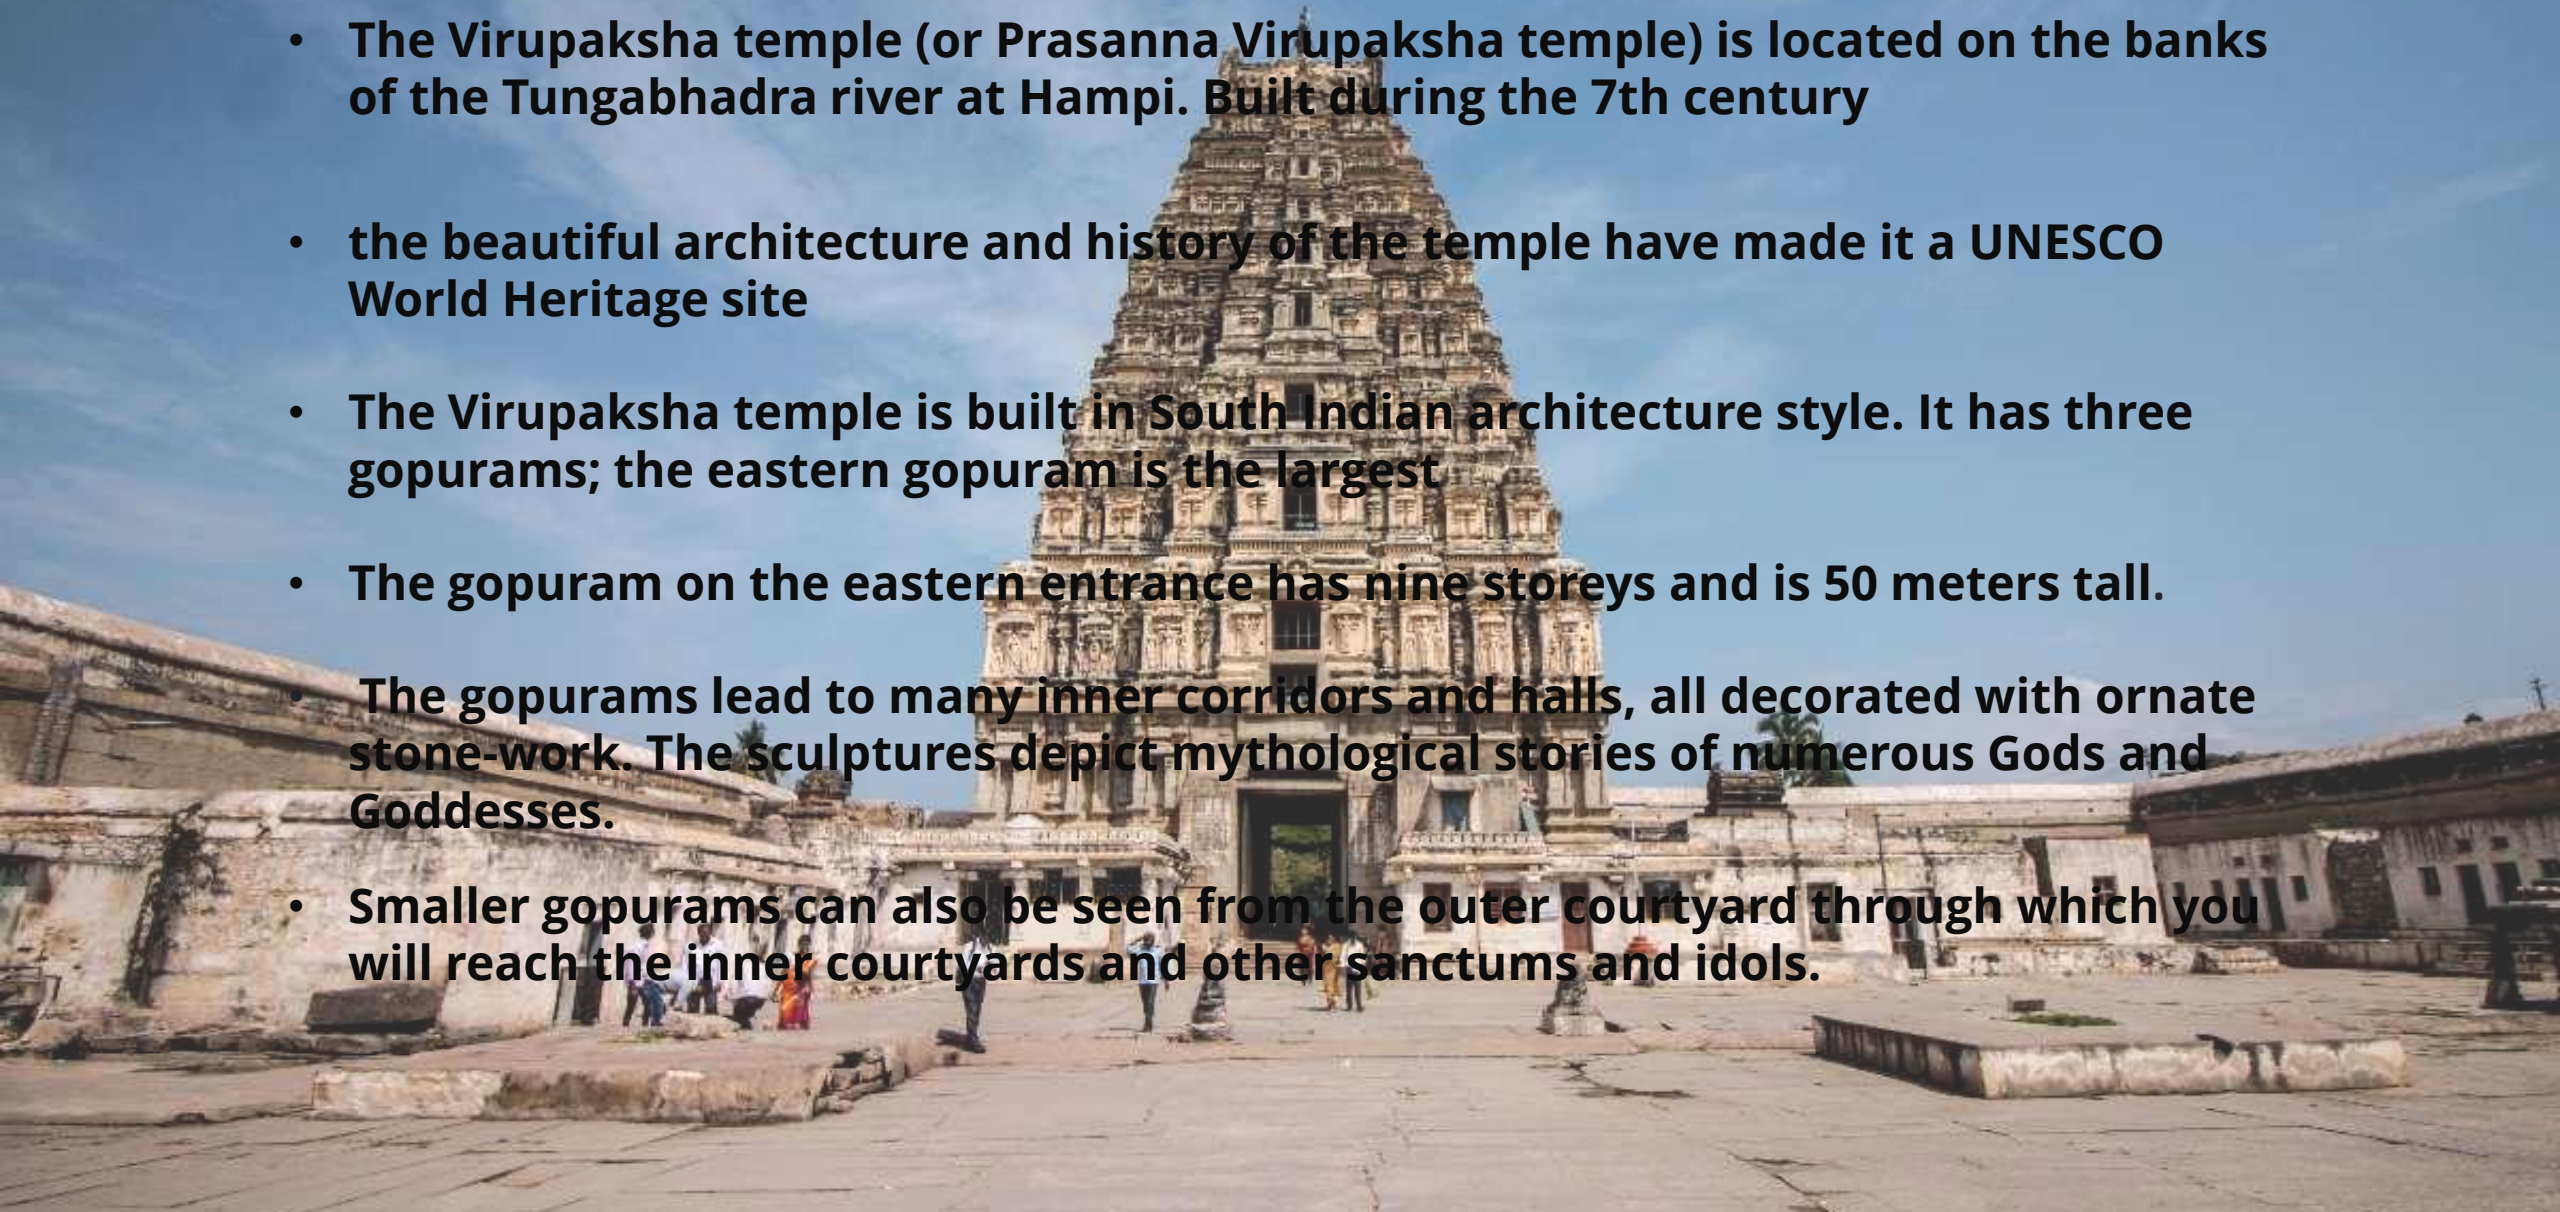 • The Virupaksha temple (or Prasanna Virupaksha temple) is located on the banks
of the Tungabhadra river at Hampi. Built during the 7th century
• the beautiful architecture and history of the temple have made it a UNESCO
World Heritage site
• The Virupaksha temple is built in South Indian architecture style. It has three
gopurams; the eastern gopuram is the largest
• The gopuram on the eastern entrance has nine storeys and is 50 meters tall.
• The gopurams lead to many inner corridors and halls, all decorated with ornate
stone-work. The sculptures depict mythological stories of numerous Gods and
Goddesses.
• Smaller gopurams can also be seen from the outer courtyard through which you
will reach the inner courtyards and other sanctums and idols.